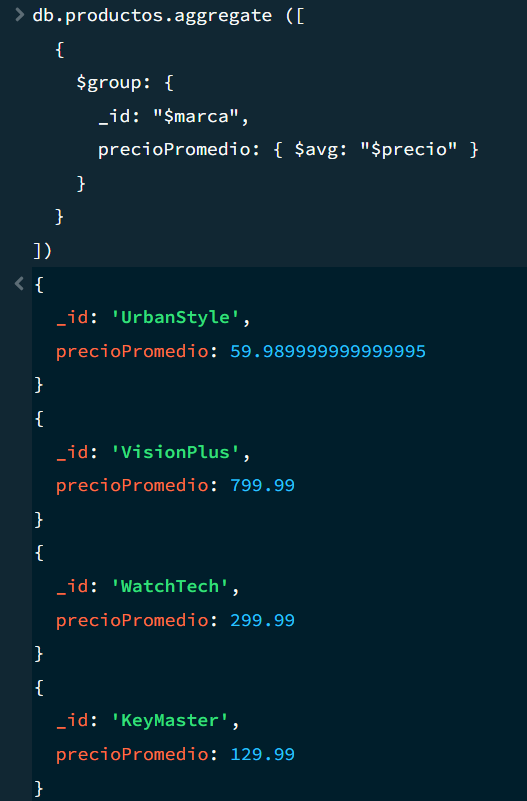 > db.productos.aggregate ([
{
$group: {
_id: "$marca",
precioPromedio: { $avg: "$precio" }
}
}
])
< {
_id: 'UrbanStyle',
precioPromedio: 59.989999999999995
}
{
_id: 'VisionPlus',
precioPromedio: 799.99
}
{
_id: 'WatchTech',
precioPromedio: 299.99
}
{
_id: 'KeyMaster',
precioPromedio: 129.99
}